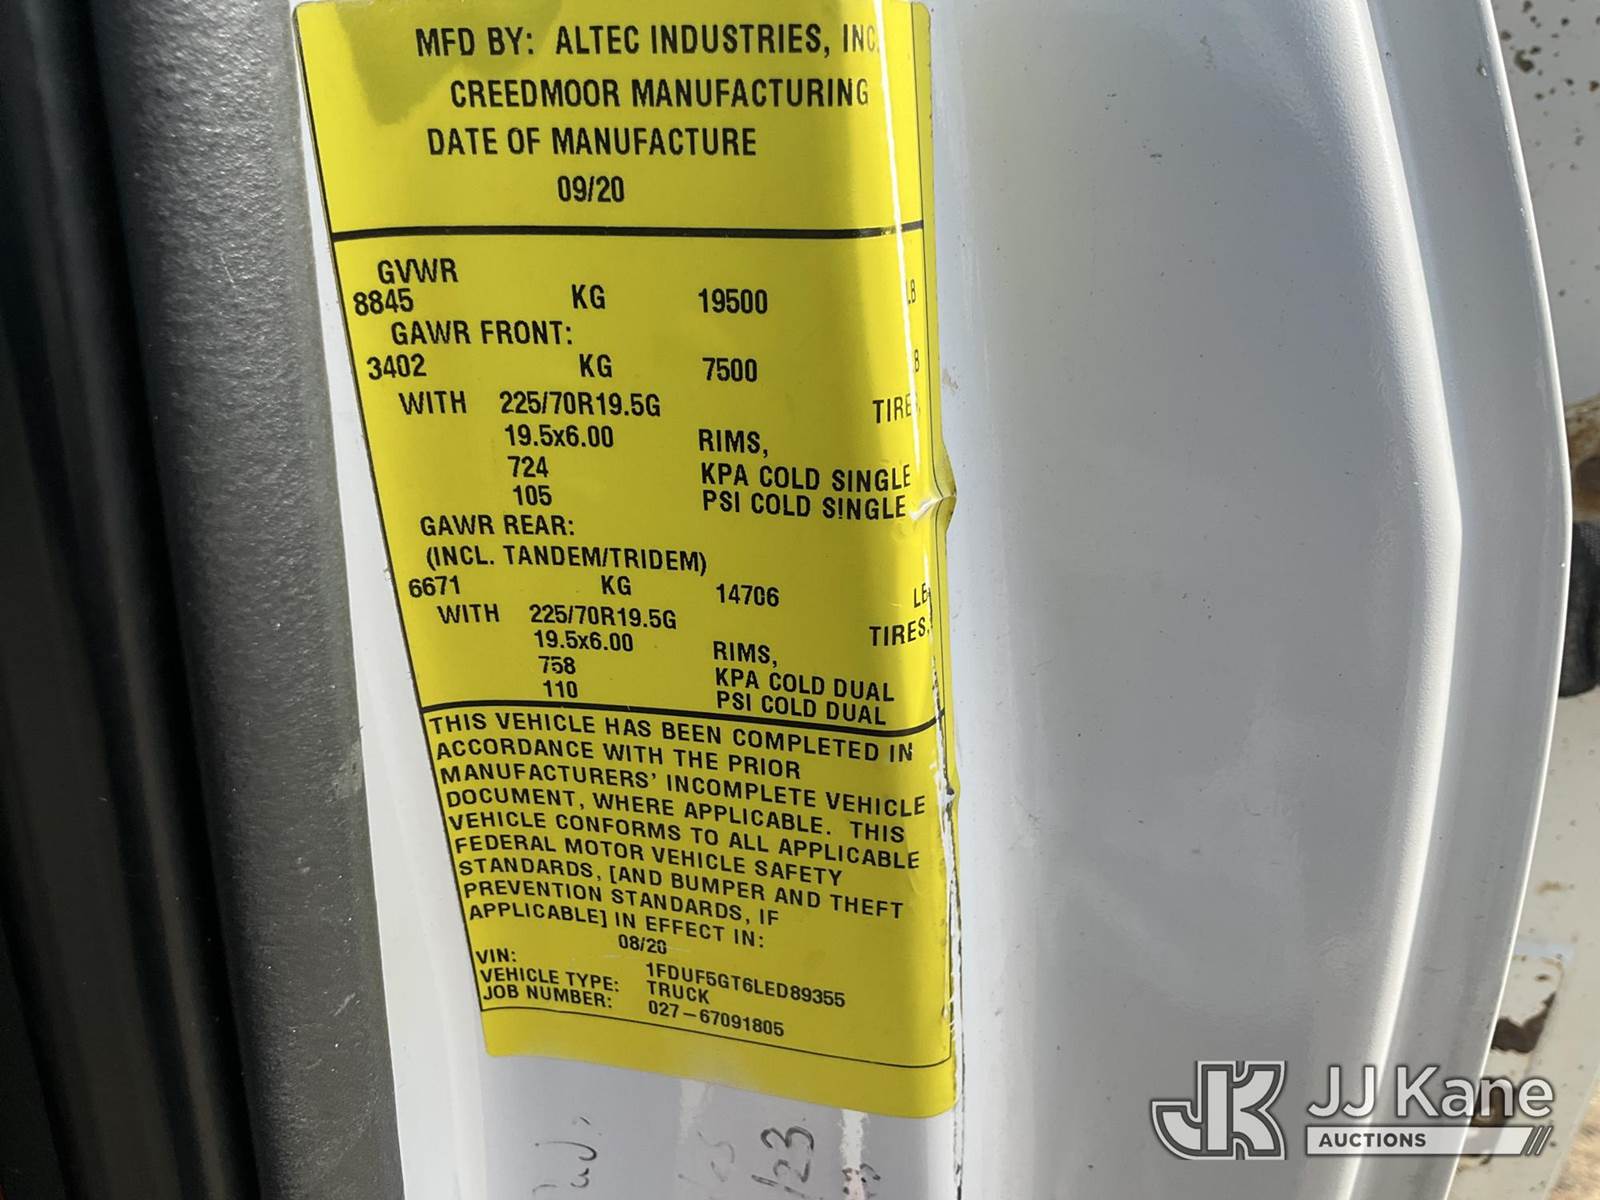 MFD BY: ALTEC INDUSTRIES, INC.
CREEDMOOR MANUFACTURING
DATE OF MANUFACTURE
09/20
GVWR
8845 KG 19500 LB
GAWR FRONT:
3402 KG 7500 B
WITH 225/70R19.5G TIRES,
19.5x6.00 RIMS,
724 KPA COLD SINGLE
105 PSI COLD SINGLE
GAWR REAR:
(INCL. TANDEM/TRIDEM)
6671 KG 14706 LB
WITH 225/70R19.5G TIRES,
19.5x6.00 RIMS,
758 KPA COLD DUAL
110 PSI COLD DUAL
THIS VEHICLE HAS BEEN COMPLETED IN
ACCORDANCE WITH THE PRIOR
MANUFACTURERS' INCOMPLETE VEHICLE
DOCUMENT, WHERE APPLICABLE. THIS
VEHICLE CONFORMS TO ALL APPLICABLE
FEDERAL MOTOR VEHICLE SAFETY
STANDARDS, [AND BUMPER AND THEFT
PREVENTION STANDARDS, IF
APPLICABLE] IN EFFECT IN:
08/20
VIN: 1FDUF5GT6LED89355
VEHICLE TYPE: TRUCK
JOB NUMBER: 027-67091805
JK JJ Kane
AUCTIONS